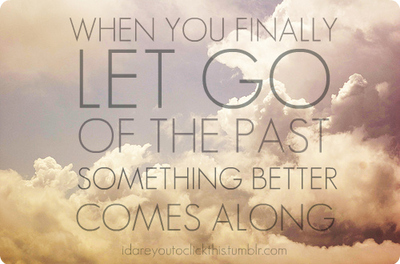 WHEN YOU FINALLY
LET GO
OF THE PAST
SOMETHING BETTER
COMES ALONG
idareyoutoclickthis.tumblr.com